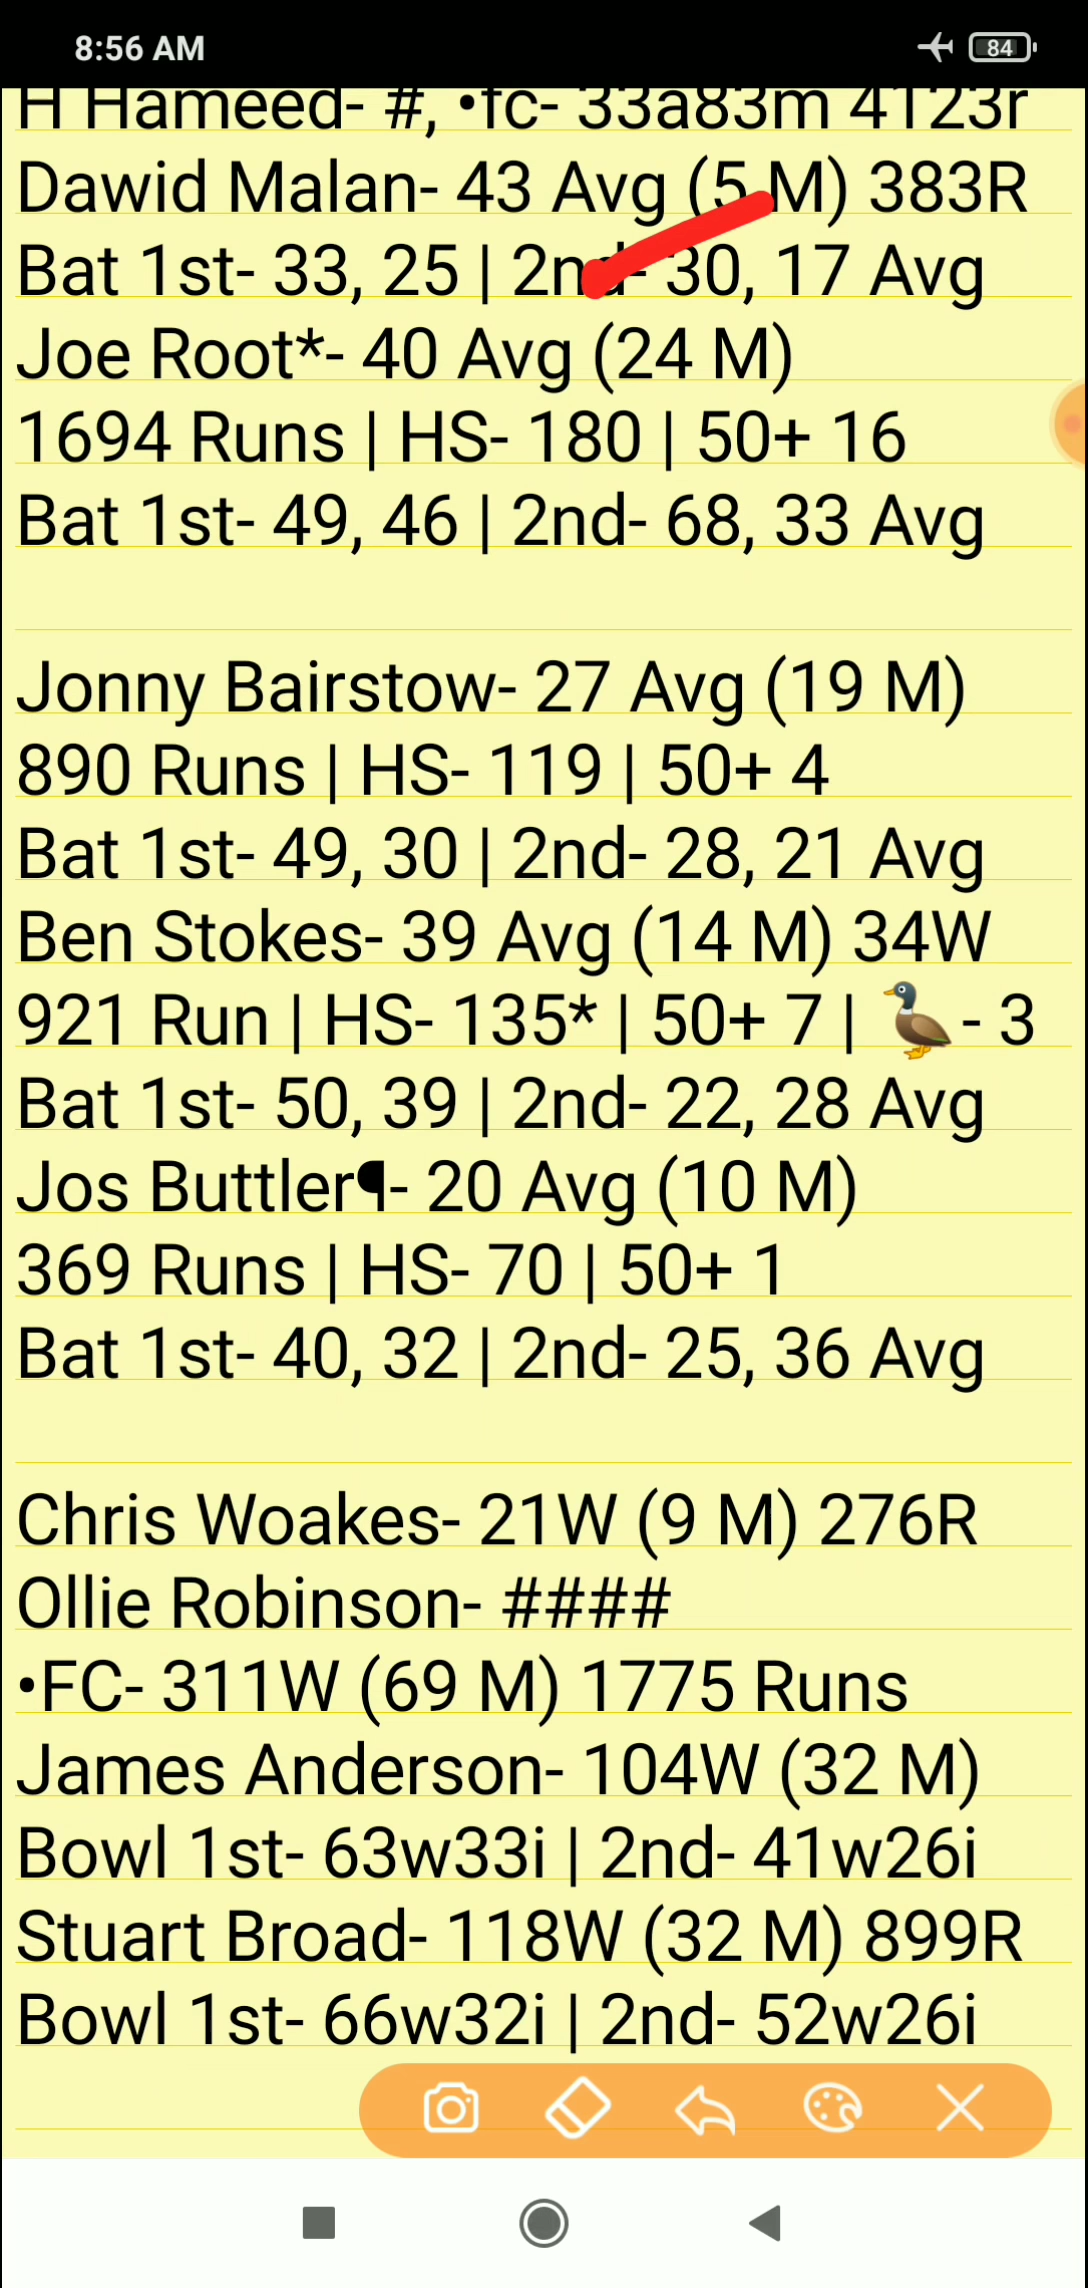 8:56 AM
84
H Hameed- #, •fc- 33a83m 4123r
Dawid Malan- 43 Avg (5 M) 383R
Bat 1st- 33, 25 | 2nd- 30, 17 Avg
Joe Root*- 40 Avg (24 M)
1694 Runs | HS- 180 | 50+ 16
Bat 1st- 49, 46 | 2nd- 68, 33 Avg
Jonny Bairstow- 27 Avg (19 M)
890 Runs | HS- 119 | 50+ 4
Bat 1st- 49, 30 | 2nd- 28, 21 Avg
Ben Stokes- 39 Avg (14 M) 34W
921 Run | HS- 135* | 50+ 7 | 🦆- 3
Bat 1st- 50, 39 | 2nd- 22, 28 Avg
Jos Buttler¶- 20 Avg (10 M)
369 Runs | HS- 70 | 50+ 1
Bat 1st- 40, 32 | 2nd- 25, 36 Avg
Chris Woakes- 21W (9 M) 276R
Ollie Robinson- ####
•FC- 311W (69 M) 1775 Runs
James Anderson- 104W (32 M)
Bowl 1st- 63w33i | 2nd- 41w26i
Stuart Broad- 118W (32 M) 899R
Bowl 1st- 66w32i | 2nd- 52w26i